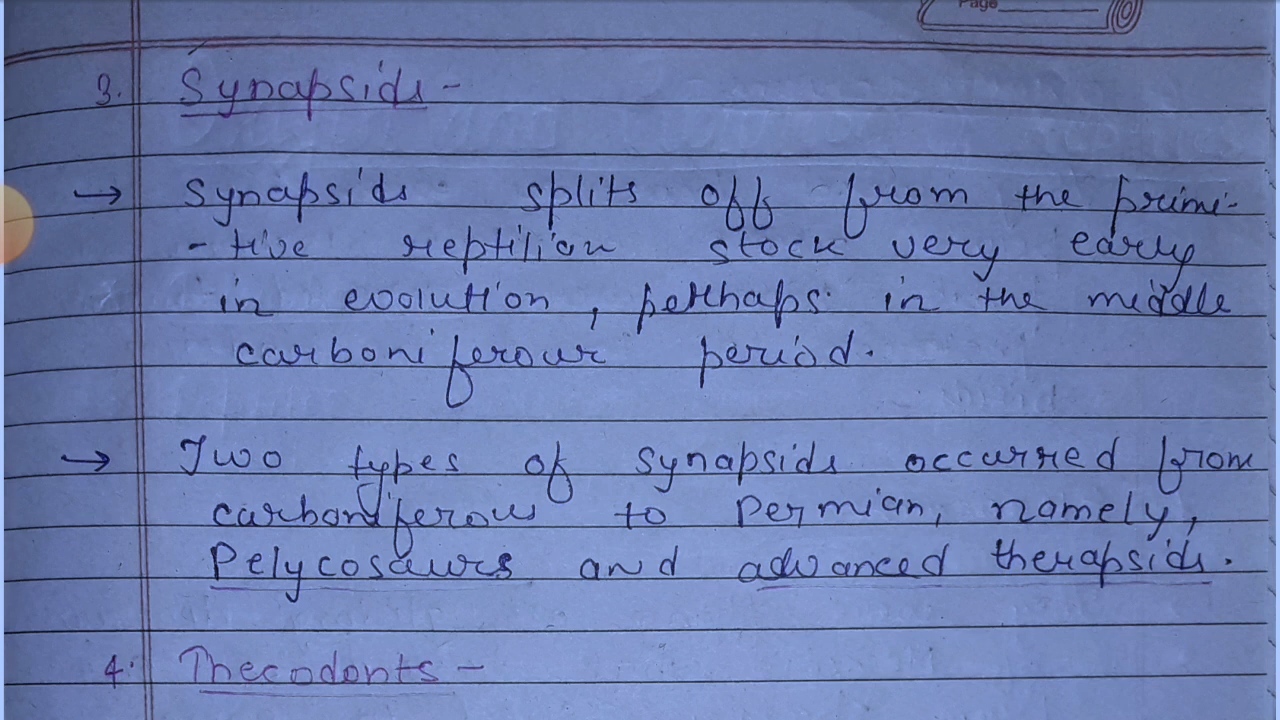 Page
3. Synapsids -
→ Synapsids splits off from the primi-
- tive reptilian stock very early
in evolution, perhaps in the middle
carboniferous period.
→ Two types of synapsids occurred from
carboniferous to Permian, namely,
Pelycosaurs and advanced therapsids.
4. Thecodonts -